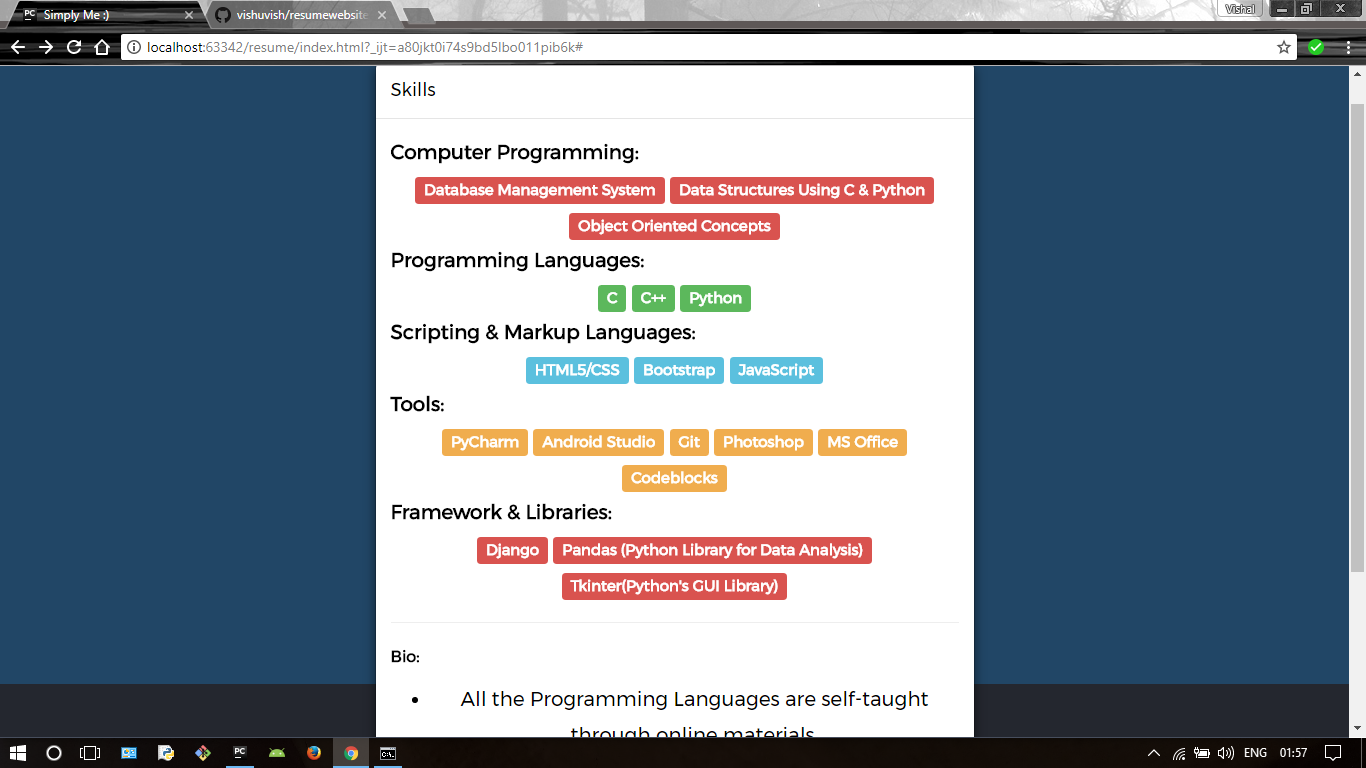 PC Simply Me :) vishuvish/resumewebsite Vishal
localhost:63342/resume/index.html?_ijt=a80jkt0i74s9bd5lbo011pib6k#
Skills
Computer Programming:
Database Management System Data Structures Using C & Python
Object Oriented Concepts
Programming Languages:
C C++ Python
Scripting & Markup Languages:
HTML5/CSS Bootstrap JavaScript
Tools:
PyCharm Android Studio Git Photoshop MS Office
Codeblocks
Framework & Libraries:
Django Pandas (Python Library for Data Analysis)
Tkinter(Python's GUI Library)
Bio:
• All the Programming Languages are self-taught
through online materials
PC C:\. ENG 01:57